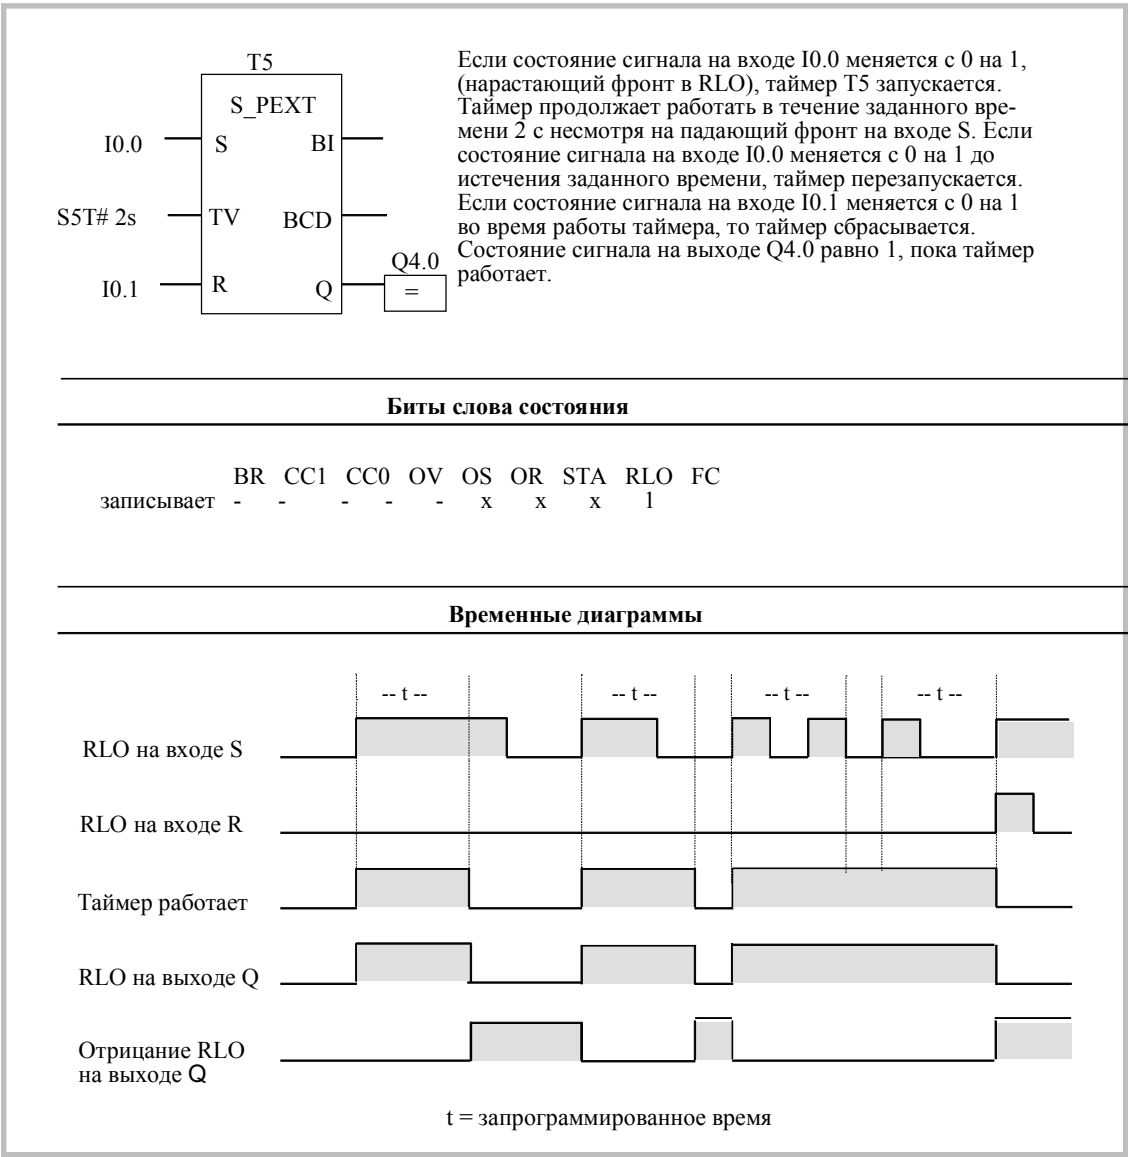 T5
S_PEXT
I0.0 S BI
S5T# 2s TV BCD
Q4.0
I0.1 R Q =
Если состояние сигнала на входе I0.0 меняется с 0 на 1,
(нарастающий фронт в RLO), таймер T5 запускается.
Таймер продолжает работать в течение заданного вре-
мени 2 с несмотря на падающий фронт на входе S. Если
состояние сигнала на входе I0.0 меняется с 0 на 1 до
истечения заданного времени, таймер перезапускается.
Если состояние сигнала на входе I0.1 меняется с 0 на 1
во время работы таймера, то таймер сбрасывается.
Состояние сигнала на выходе Q4.0 равно 1, пока таймер
работает.
Биты слова состояния
BR CC1 CC0 OV OS OR STA RLO FC
записывает - - - - - x x x 1
Временные диаграммы
-- t -- -- t -- -- t -- -- t --
RLO на входе S
RLO на входе R
Таймер работает
RLO на выходе Q
Отрицание RLO
на выходе Q
t = запрограммированное время